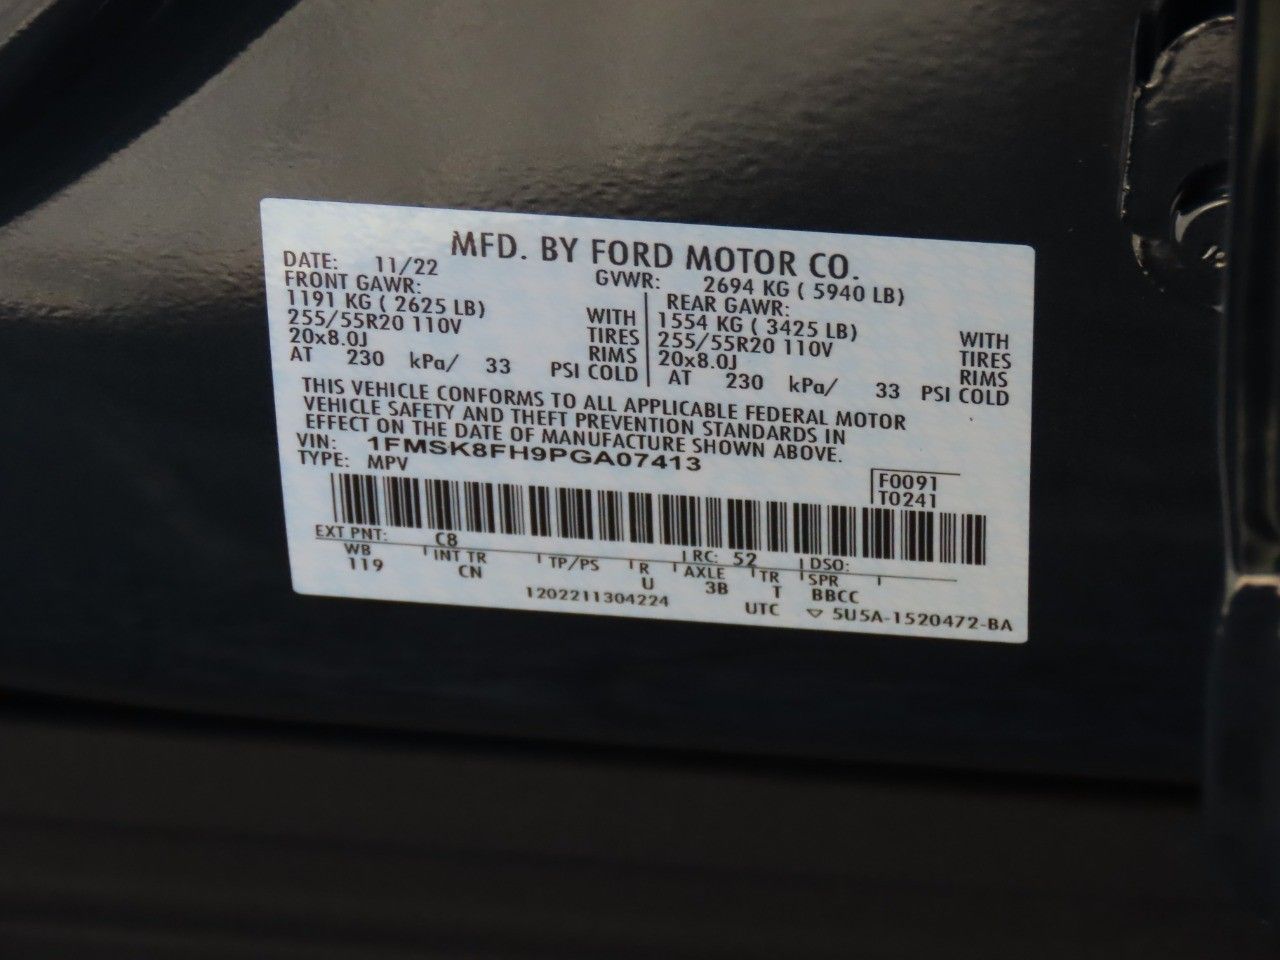 MFD. BY FORD MOTOR CO.
DATE: 11/22 GVWR: 2694 KG ( 5940 LB)
FRONT GAWR: REAR GAWR:
1191 KG ( 2625 LB) WITH 1554 KG ( 3425 LB) WITH
255/55R20 110V TIRES 255/55R20 110V TIRES
20x8.0J RIMS 20x8.0J RIMS
AT 230 kPa/ 33 PSI COLD AT 230 kPa/ 33 PSI COLD
THIS VEHICLE CONFORMS TO ALL APPLICABLE FEDERAL MOTOR
VEHICLE SAFETY AND THEFT PREVENTION STANDARDS IN
EFFECT ON THE DATE OF MANUFACTURE SHOWN ABOVE.
VIN: 1FMSK8FH9PGA07413
TYPE: MPV
F0091
T0241
EXT PNT: C8 RC: 52 DSO:
WB INT TR TP/PS R AXLE TR SPR
119 CN U 3B T BBCC
1202211304224 UTC ▽ 5U5A-1520472-BA